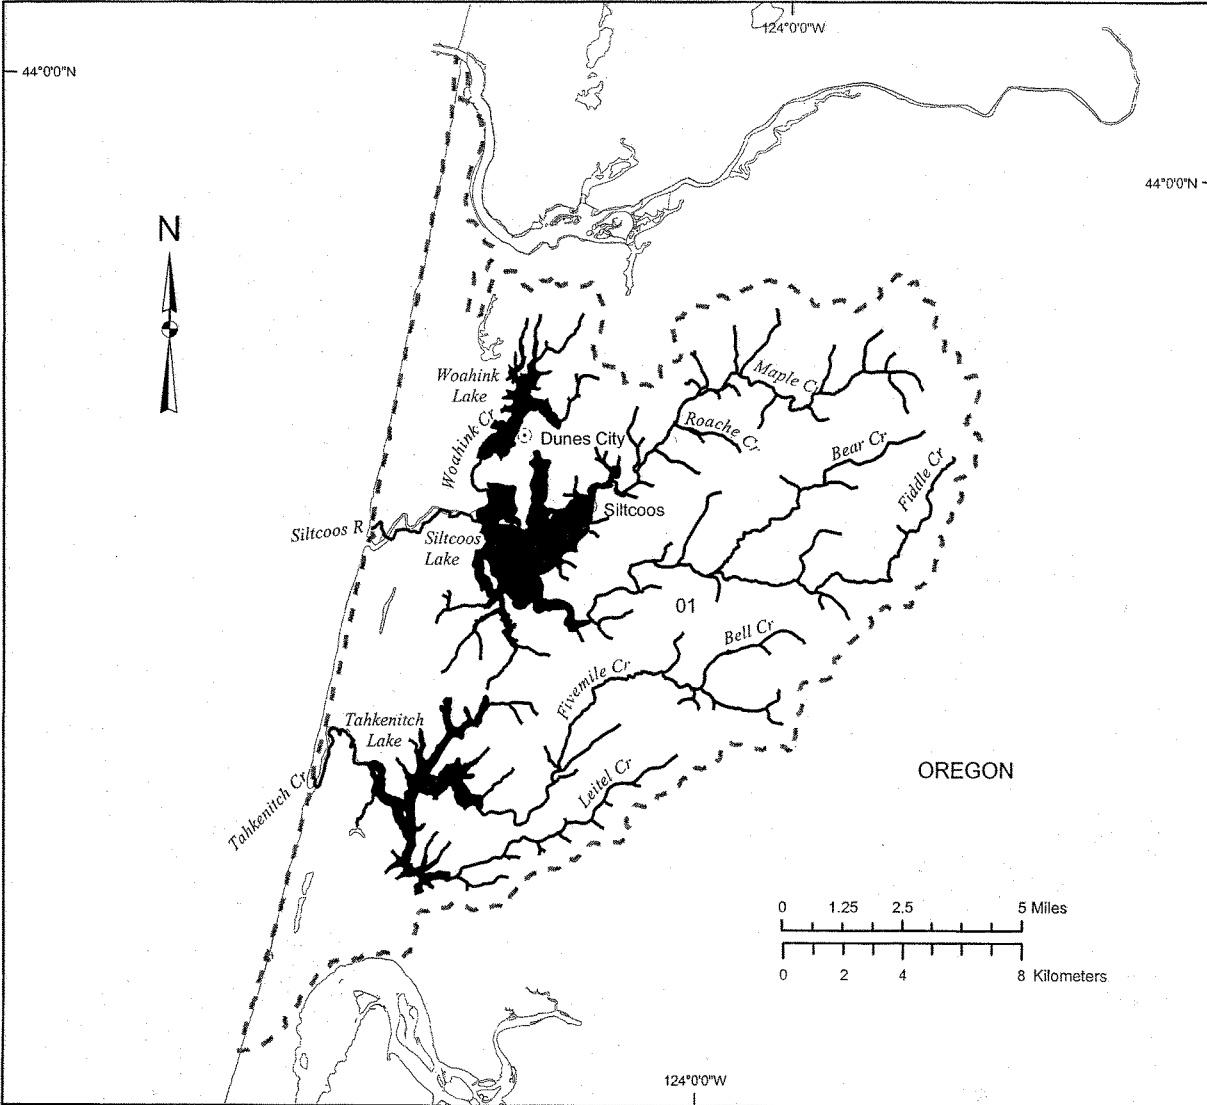 124°0'0"W
44°0'0"N
44°0'0"N
N
Woahink
Lake
Maple Cr
Woahink Cr
Roache Cr
Dunes City
Bear Cr
Fiddle Cr
Siltcoos R
Siltcoos
Lake
Siltcoos
01
Bell Cr
Fivemile Cr
Tahkenitch
Lake
Tahkenitch Cr
Leitel Cr
OREGON
0 1.25 2.5 5 Miles
0 2 4 8 Kilometers
124°0'0"W